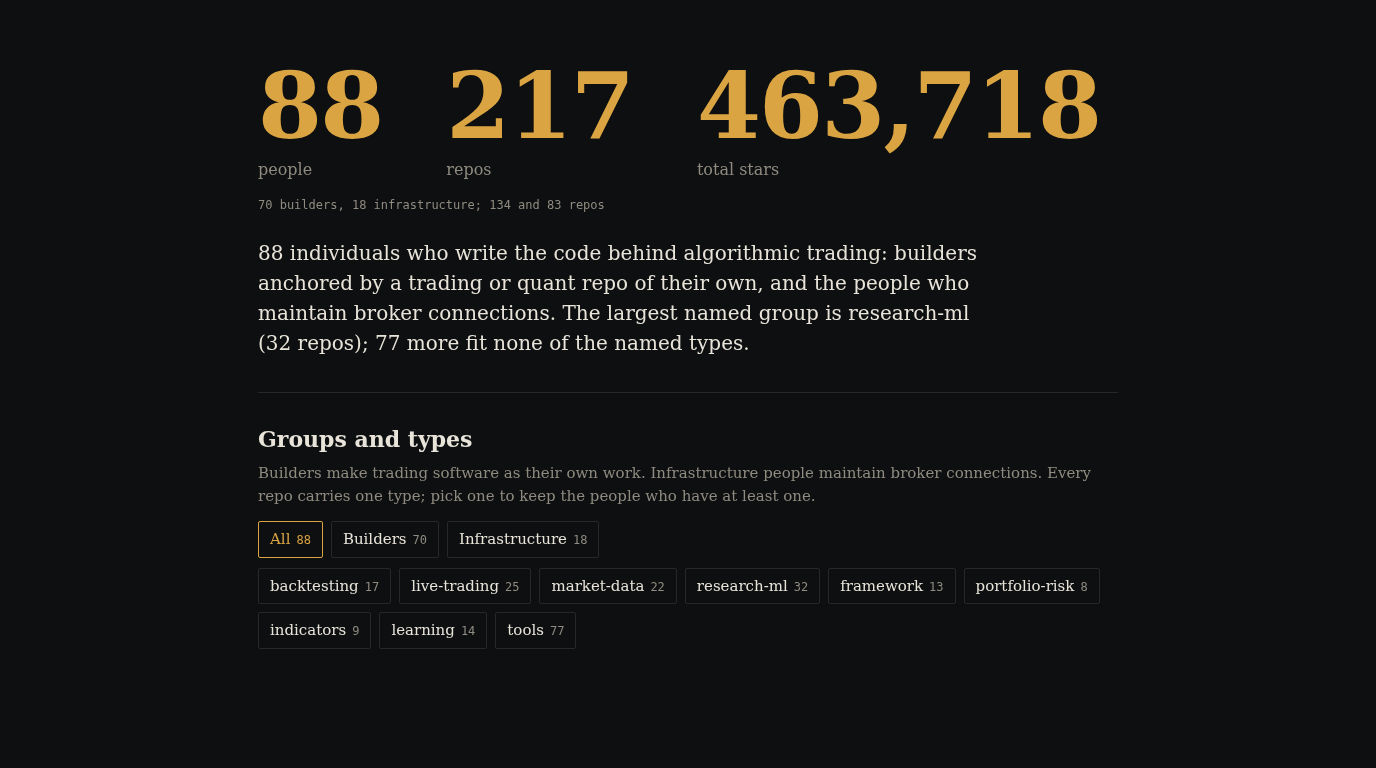 88 217 463,718
people repos total stars
70 builders, 18 infrastructure; 134 and 83 repos
88 individuals who write the code behind algorithmic trading: builders
anchored by a trading or quant repo of their own, and the people who
maintain broker connections. The largest named group is research-ml
(32 repos); 77 more fit none of the named types.
Groups and types
Builders make trading software as their own work. Infrastructure people maintain broker connections. Every
repo carries one type; pick one to keep the people who have at least one.
All 88 Builders 70 Infrastructure 18
backtesting 17 live-trading 25 market-data 22 research-ml 32 framework 13 portfolio-risk 8
indicators 9 learning 14 tools 77